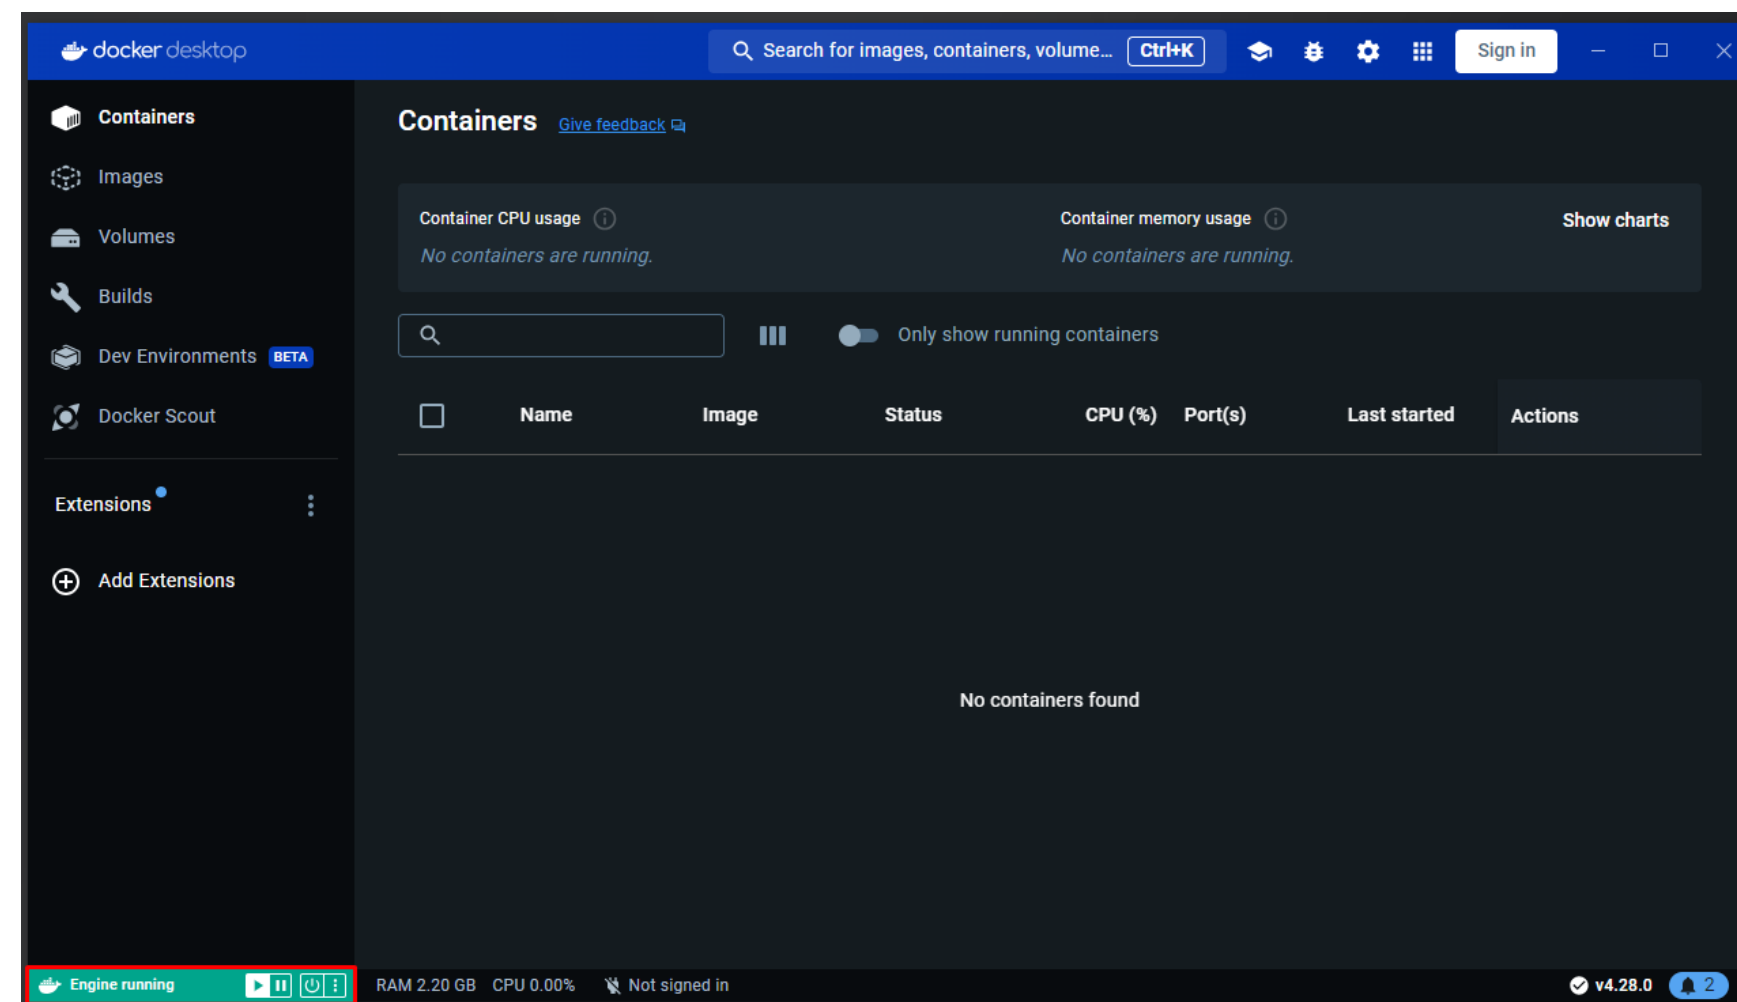 docker desktop
Search for images, containers, volume... Ctrl+K
Sign in
Containers
Images
Volumes
Builds
Dev Environments BETA
Docker Scout
Extensions
Add Extensions
Containers Give feedback
Container CPU usage
No containers are running.
Container memory usage
No containers are running.
Show charts
Only show running containers
Name Image Status CPU (%) Port(s) Last started Actions
No containers found
Engine running
RAM 2.20 GB CPU 0.00% Not signed in
v4.28.0 2